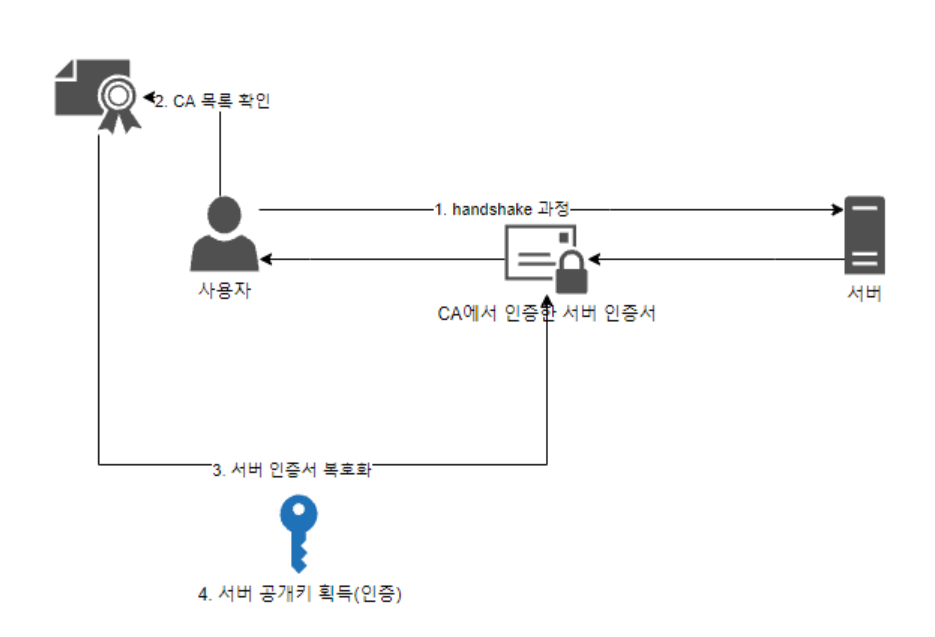 2. CA 목록 확인
1. handshake 과정
사용자
서버
CA에서 인증한 서버 인증서
3. 서버 인증서 복호화
4. 서버 공개키 획득(인증)